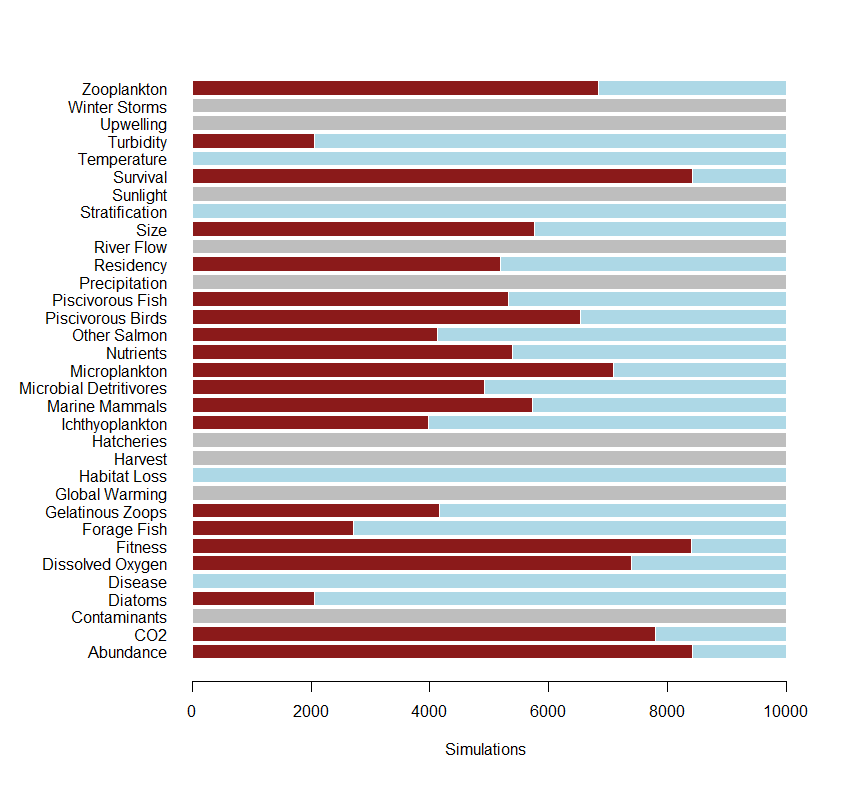 Zooplankton
Winter Storms
Upwelling
Turbidity
Temperature
Survival
Sunlight
Stratification
Size
River Flow
Residency
Precipitation
Piscivorous Fish
Piscivorous Birds
Other Salmon
Nutrients
Microplankton
Microbial Detritivores
Marine Mammals
Ichthyoplankton
Hatcheries
Harvest
Habitat Loss
Global Warming
Gelatinous Zoops
Forage Fish
Fitness
Dissolved Oxygen
Disease
Diatoms
Contaminants
CO2
Abundance
0 2000 4000 6000 8000 10000
Simulations